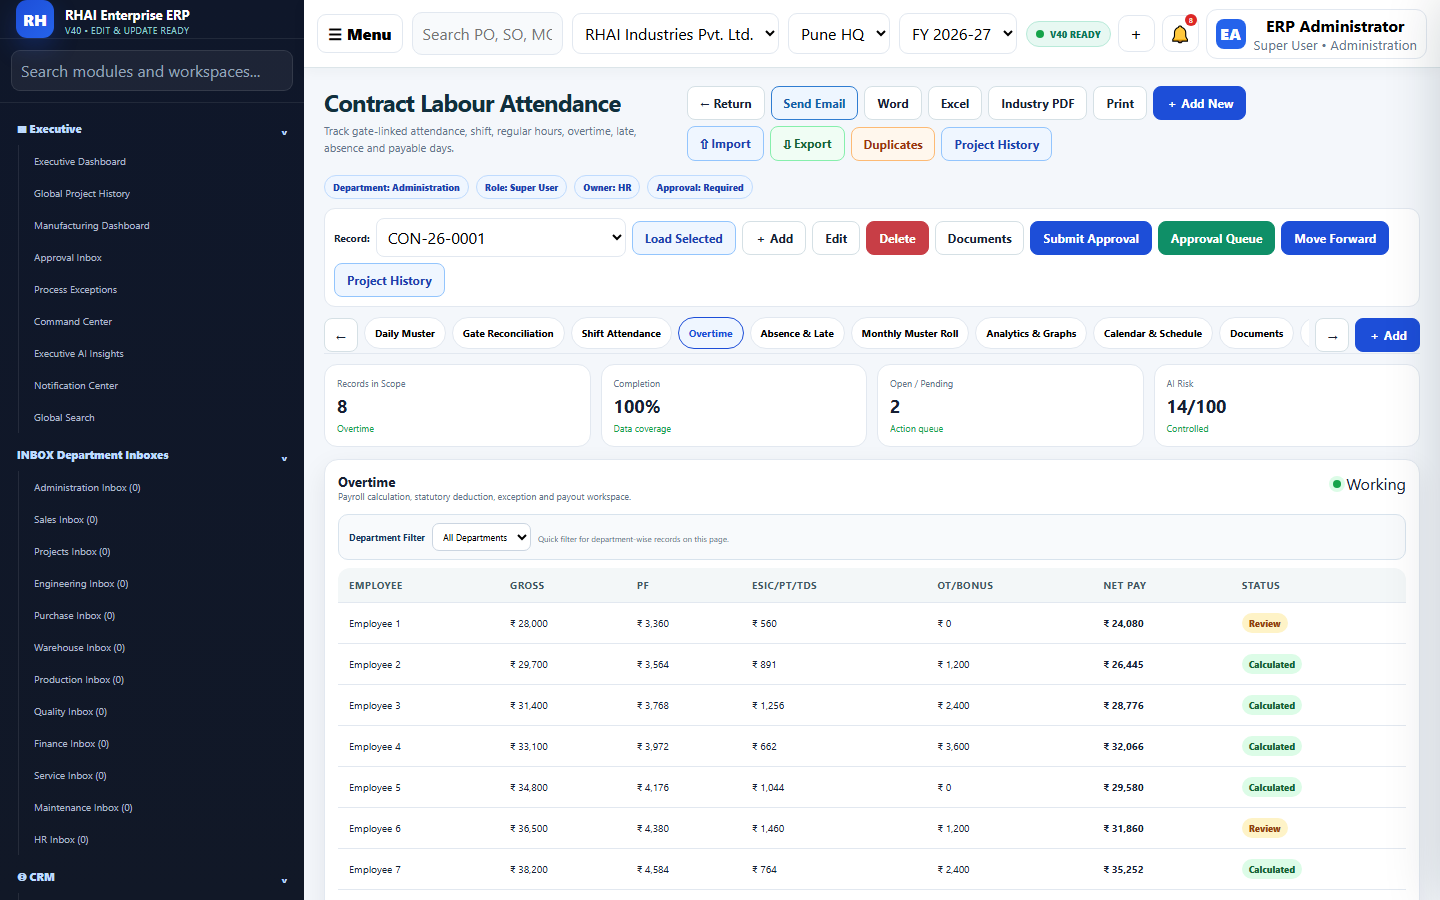 RH
RHAI Enterprise ERP
V40 • EDIT & UPDATE READY
Search modules and workspaces...
Executive
Executive Dashboard
Global Project History
Manufacturing Dashboard
Approval Inbox
Process Exceptions
Command Center
Executive AI Insights
Notification Center
Global Search
INBOX Department Inboxes
Administration Inbox (0)
Sales Inbox (0)
Projects Inbox (0)
Engineering Inbox (0)
Purchase Inbox (0)
Warehouse Inbox (0)
Production Inbox (0)
Quality Inbox (0)
Finance Inbox (0)
Service Inbox (0)
Maintenance Inbox (0)
HR Inbox (0)
CRM
☰ Menu
Search PO, SO, MO
RHAI Industries Pvt. Ltd.
Pune HQ
FY 2026-27
V40 READY
+
8
EA
ERP Administrator
Super User • Administration
Contract Labour Attendance
Track gate-linked attendance, shift, regular hours, overtime, late,
absence and payable days.
← Return
Send Email
Word
Excel
Industry PDF
Print
+ Add New
⇧ Import
⇩ Export
Duplicates
Project History
Department: Administration
Role: Super User
Owner: HR
Approval: Required
Record:
CON-26-0001
Load Selected
+ Add
Edit
Delete
Documents
Submit Approval
Approval Queue
Move Forward
Project History
←
Daily Muster
Gate Reconciliation
Shift Attendance
Overtime
Absence & Late
Monthly Muster Roll
Analytics & Graphs
Calendar & Schedule
Documents
→
+ Add
Records in Scope
8
Overtime
Completion
100%
Data coverage
Open / Pending
2
Action queue
AI Risk
14/100
Controlled
Overtime
Payroll calculation, statutory deduction, exception and payout workspace.
Working
Department Filter
All Departments
Quick filter for department-wise records on this page.
EMPLOYEE GROSS PF ESIC/PT/TDS OT/BONUS NET PAY STATUS
Employee 1 ₹ 28,000 ₹ 3,360 ₹ 560 ₹ 0 ₹ 24,080 Review
Employee 2 ₹ 29,700 ₹ 3,564 ₹ 891 ₹ 1,200 ₹ 26,445 Calculated
Employee 3 ₹ 31,400 ₹ 3,768 ₹ 1,256 ₹ 2,400 ₹ 28,776 Calculated
Employee 4 ₹ 33,100 ₹ 3,972 ₹ 662 ₹ 3,600 ₹ 32,066 Calculated
Employee 5 ₹ 34,800 ₹ 4,176 ₹ 1,044 ₹ 0 ₹ 29,580 Calculated
Employee 6 ₹ 36,500 ₹ 4,380 ₹ 1,460 ₹ 1,200 ₹ 31,860 Review
Employee 7 ₹ 38,200 ₹ 4,584 ₹ 764 ₹ 2,400 ₹ 35,252 Calculated